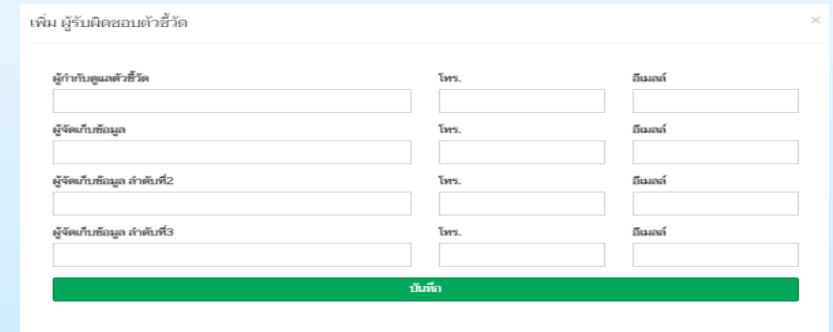 เพิ่ม ผู้รับผิดชอบตัวชี้วัด ×
ผู้กำกับดูแลตัวชี้วัด โทร. อีเมลล์
ผู้จัดเก็บข้อมูล โทร. อีเมลล์
ผู้จัดเก็บข้อมูล ลำดับที่2 โทร. อีเมลล์
ผู้จัดเก็บข้อมูล ลำดับที่3 โทร. อีเมลล์
บันทึก